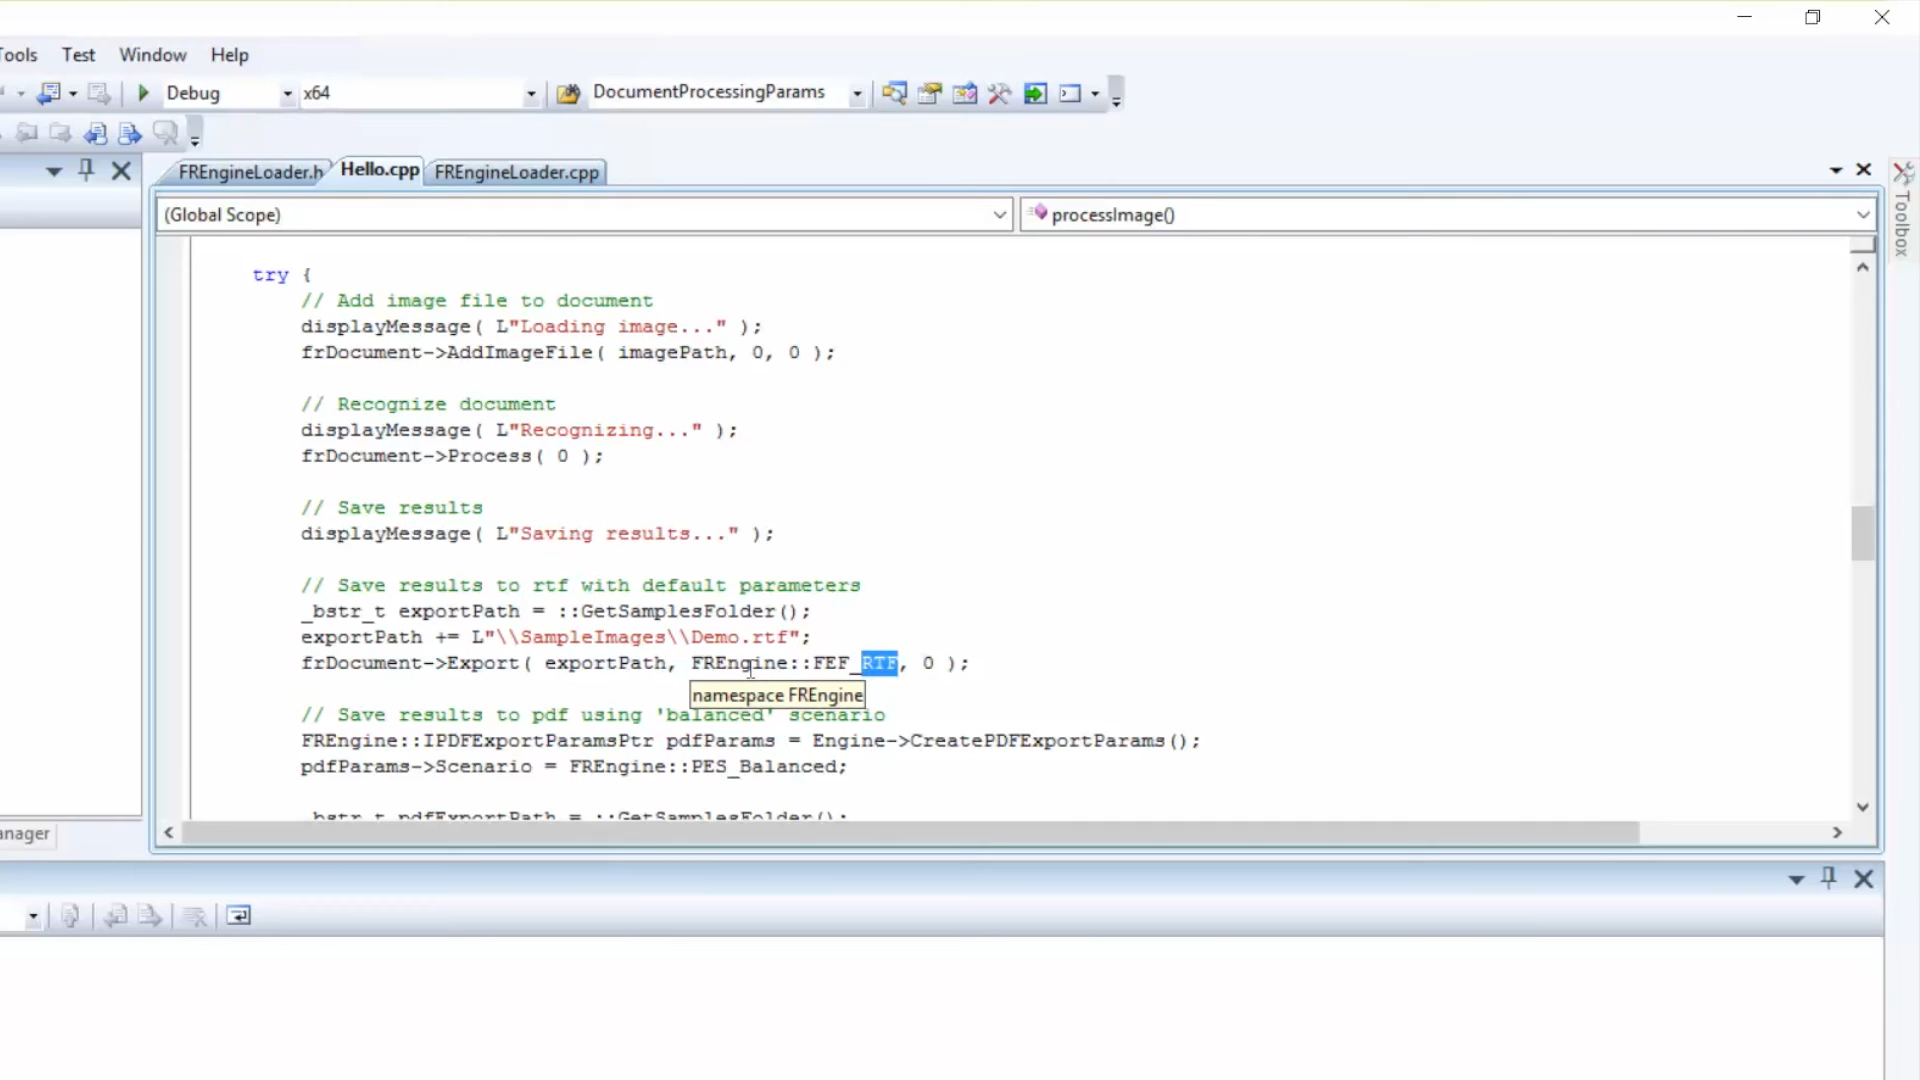 Tools Test Window Help
Debug x64 DocumentProcessingParams
FREngineLoader.h Hello.cpp FREngineLoader.cpp
Toolbox
(Global Scope) processImage()
try {
// Add image file to document
displayMessage( L"Loading image..." );
frDocument->AddImageFile( imagePath, 0, 0 );
// Recognize document
displayMessage( L"Recognizing..." );
frDocument->Process( 0 );
// Save results
displayMessage( L"Saving results..." );
// Save results to rtf with default parameters
_bstr_t exportPath = ::GetSamplesFolder();
exportPath += L"\\SampleImages\\Demo.rtf";
frDocument->Export( exportPath, FREngine::FEF_RTF, 0 );
namespace FREngine
// Save results to pdf using 'balanced' scenario
FREngine::IPDFExportParamsPtr pdfParams = Engine->CreatePDFExportParams();
pdfParams->Scenario = FREngine::PES_Balanced;
_bstr_t pdfExportPath = ::GetSamplesFolder();
anager